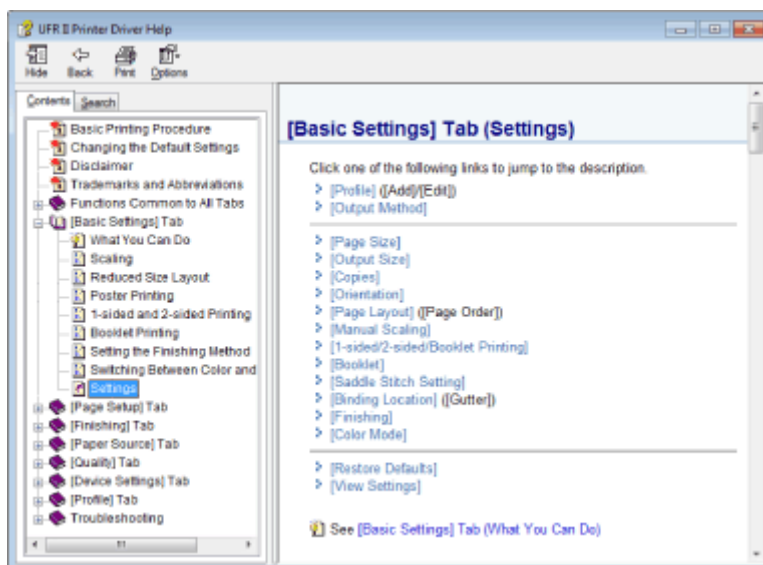 UFR II Printer Driver Help
Hide Back Print Options
Contents Search
Basic Printing Procedure
Changing the Default Settings
Disclaimer
Trademarks and Abbreviations
Functions Common to All Tabs
[Basic Settings] Tab
What You Can Do
Scaling
Reduced Size Layout
Poster Printing
1-sided and 2-sided Printing
Booklet Printing
Setting the Finishing Method
Switching Between Color and
Settings
[Page Setup] Tab
[Finishing] Tab
[Paper Source] Tab
[Quality] Tab
[Device Settings] Tab
[Profile] Tab
Troubleshooting
[Basic Settings] Tab (Settings)
Click one of the following links to jump to the description.
[Profile] ([Add]/[Edit])
[Output Method]
[Page Size]
[Output Size]
[Copies]
[Orientation]
[Page Layout] ([Page Order])
[Manual Scaling]
[1-sided/2-sided/Booklet Printing]
[Booklet]
[Saddle Stitch Setting]
[Binding Location] ([Gutter])
[Finishing]
[Color Mode]
[Restore Defaults]
[View Settings]
See [Basic Settings] Tab (What You Can Do)